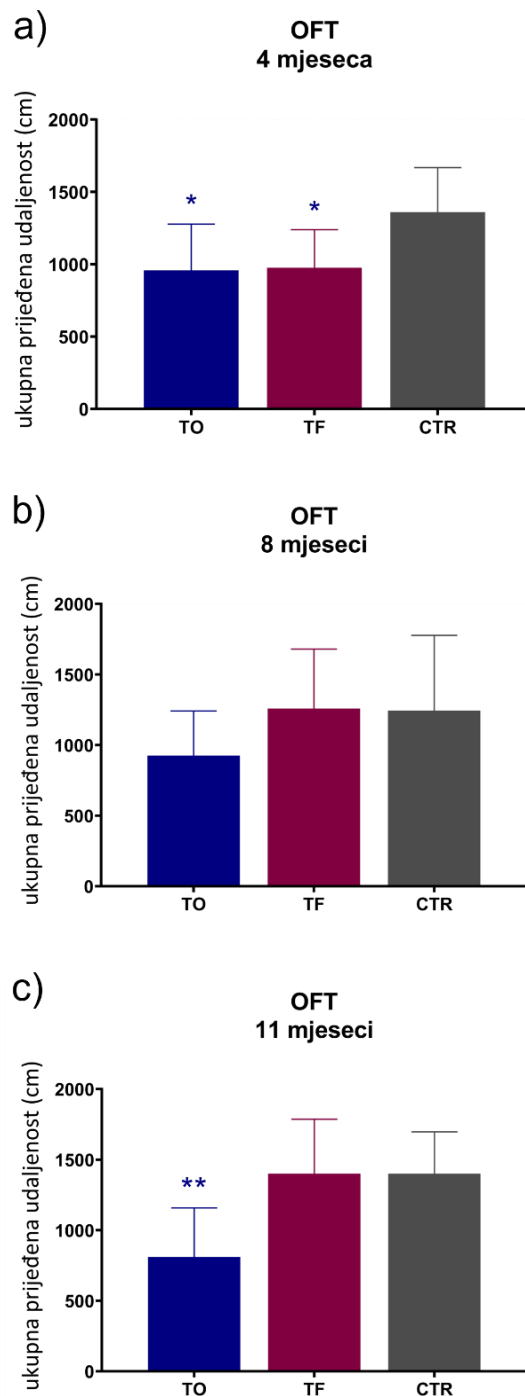 a)
OFT
4 mjeseca
ukupna prijeđena udaljenost (cm)
2000
1500
1000
500
0
*
*
TO
TF
CTR
b)
OFT
8 mjeseci
ukupna prijeđena udaljenost (cm)
2000
1500
1000
500
0
TO
TF
CTR
c)
OFT
11 mjeseci
ukupna prijeđena udaljenost (cm)
2000
1500
1000
500
0
**
TO
TF
CTR